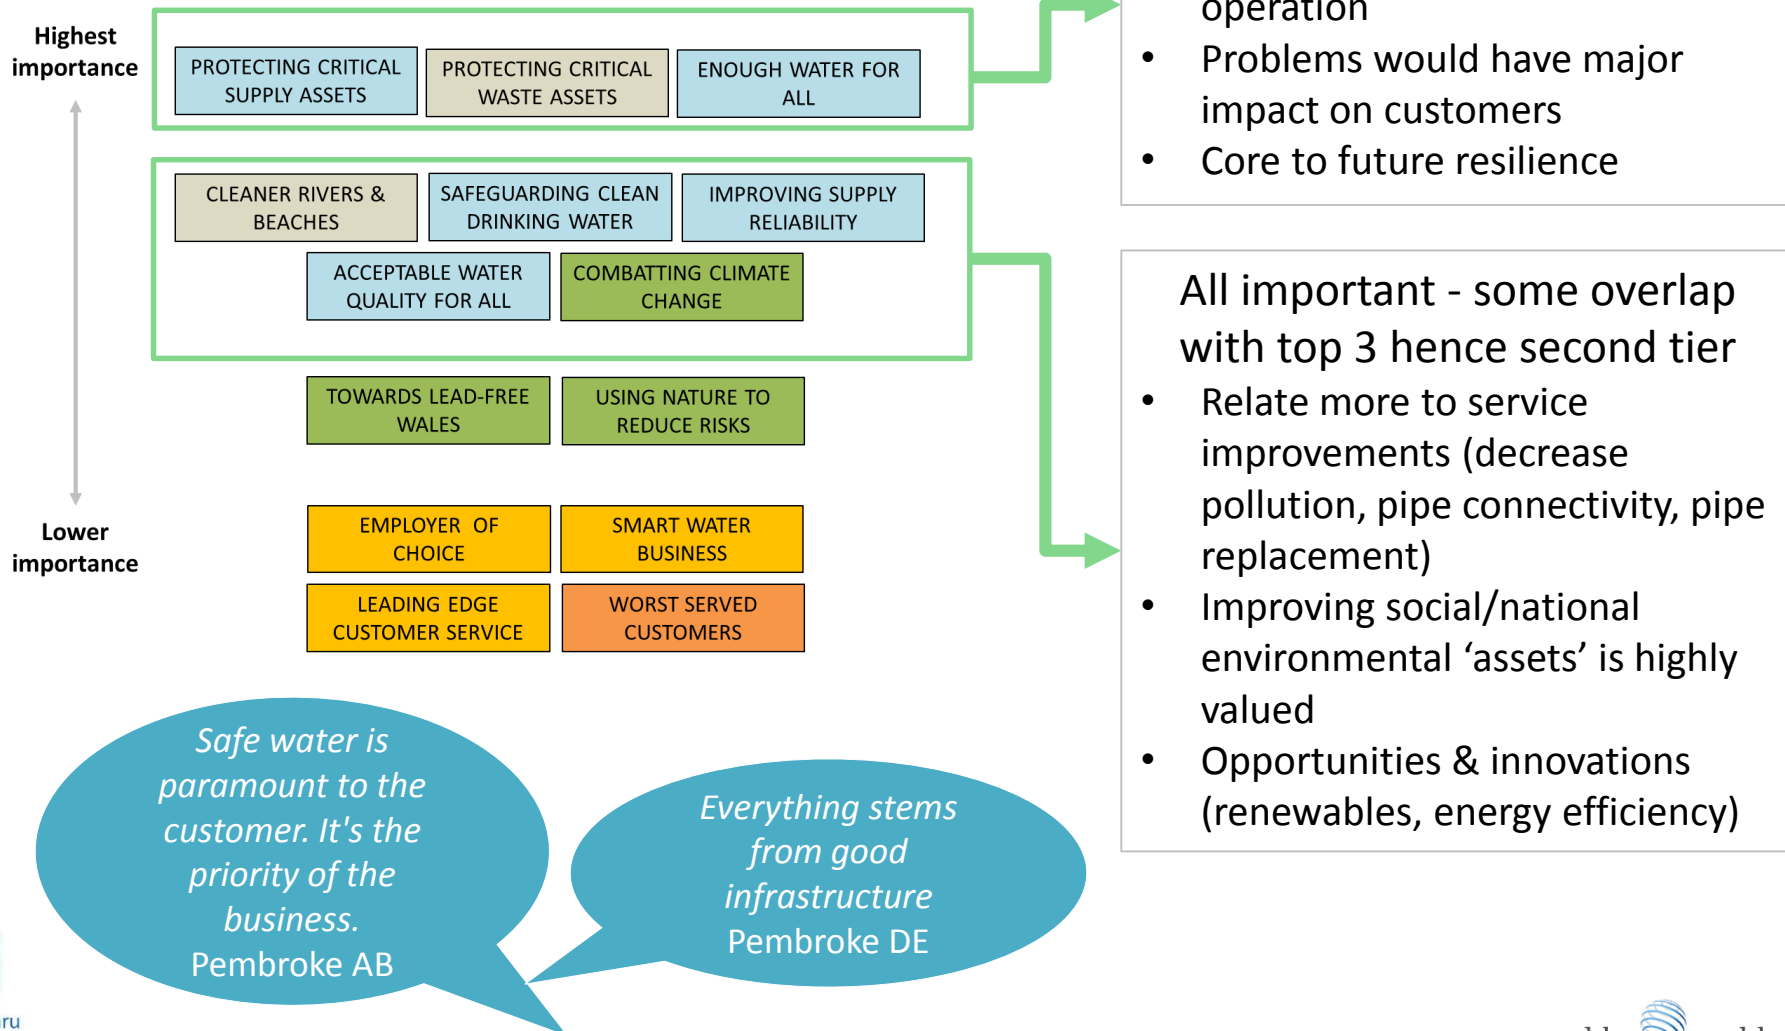 Highest
importance
PROTECTING CRITICAL
SUPPLY ASSETS
PROTECTING CRITICAL
WASTE ASSETS
ENOUGH WATER FOR
ALL
CLEANER RIVERS &
BEACHES
SAFEGUARDING CLEAN
DRINKING WATER
IMPROVING SUPPLY
RELIABILITY
ACCEPTABLE WATER
QUALITY FOR ALL
COMBATTING CLIMATE
CHANGE
TOWARDS LEAD-FREE
WALES
USING NATURE TO
REDUCE RISKS
Lower
importance
EMPLOYER OF
CHOICE
SMART WATER
BUSINESS
LEADING EDGE
CUSTOMER SERVICE
WORST SERVED
CUSTOMERS
operation
• Problems would have major
impact on customers
• Core to future resilience
All important - some overlap
with top 3 hence second tier
• Relate more to service
improvements (decrease
pollution, pipe connectivity, pipe
replacement)
• Improving social/national
environmental ‘assets’ is highly
valued
• Opportunities & innovations
(renewables, energy efficiency)
Safe water is
paramount to the
customer. It's the
priority of the
business.
Pembroke AB
Everything stems
from good
infrastructure
Pembroke DE